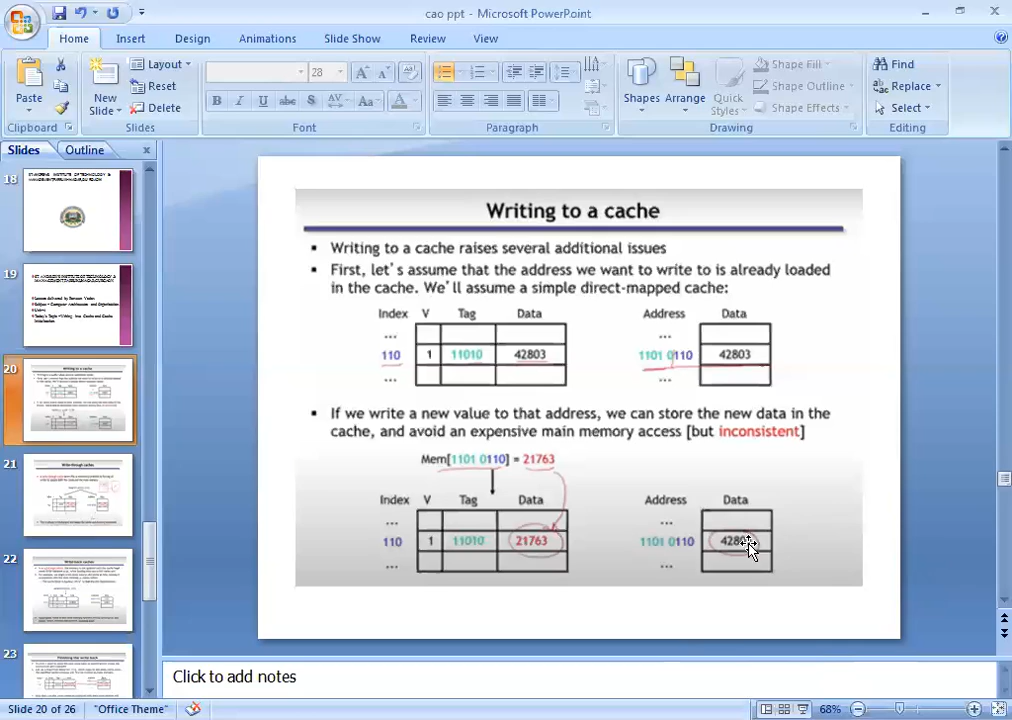 cao ppt - Microsoft PowerPoint
Home
Insert
Design
Animations
Slide Show
Review
View
Paste
Clipboard
New
Slide
Layout
Reset
Delete
Slides
28
B I U abc S AV Aa A
Font
Paragraph
Shapes
Arrange
Quick
Styles
Shape Fill
Shape Outline
Shape Effects
Drawing
Find
Replace
Select
Editing
Slides
Outline
18
19
20
21
22
23
Writing to a cache
Writing to a cache raises several additional issues
First, let's assume that the address we want to write to is already loaded
in the cache. We'll assume a simple direct-mapped cache:
Index V Tag Data Address Data
... ...
110 1 11010 42803 1101 0110 42803
... ...
If we write a new value to that address, we can store the new data in the
cache, and avoid an expensive main memory access [but inconsistent]
Mem[1101 0110] = 21763
Index V Tag Data Address Data
... ...
110 1 11010 21763 1101 0110
... ...
Click to add notes
Slide 20 of 26
"Office Theme"
68%